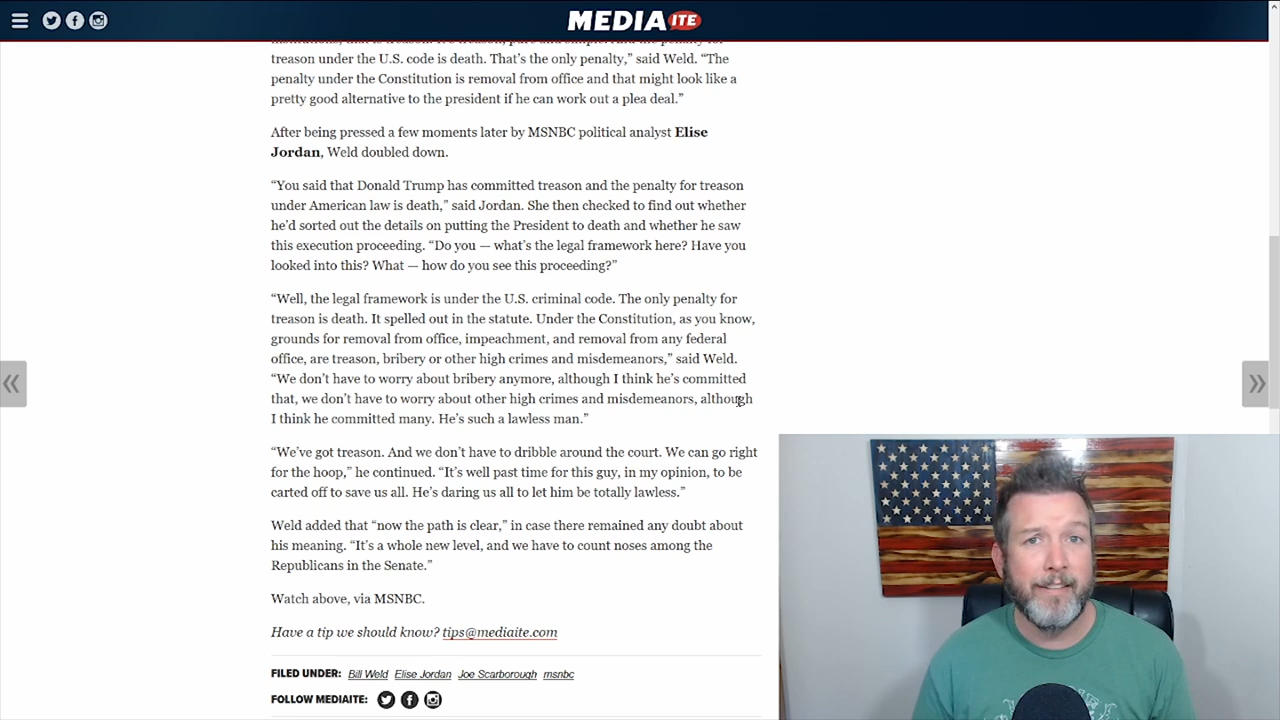 MEDIAITE
treason under the U.S. code is death. That's the only penalty,” said Weld. “The
penalty under the Constitution is removal from office and that might look like a
pretty good alternative to the president if he can work out a plea deal.”
After being pressed a few moments later by MSNBC political analyst Elise
Jordan, Weld doubled down.
“You said that Donald Trump has committed treason and the penalty for treason
under American law is death,” said Jordan. She then checked to find out whether
he’d sorted out the details on putting the President to death and whether he saw
this execution proceeding. “Do you — what’s the legal framework here? Have you
looked into this? What — how do you see this proceeding?”
“Well, the legal framework is under the U.S. criminal code. The only penalty for
treason is death. It spelled out in the statute. Under the Constitution, as you know,
grounds for removal from office, impeachment, and removal from any federal
office, are treason, bribery or other high crimes and misdemeanors,” said Weld.
“We don’t have to worry about bribery anymore, although I think he’s committed
that, we don’t have to worry about other high crimes and misdemeanors, although
I think he committed many. He’s such a lawless man.”
“We’ve got treason. And we don’t have to dribble around the court. We can go right
for the hoop,” he continued. “It’s well past time for this guy, in my opinion, to be
carted off to save us all. He’s daring us all to let him be totally lawless.”
Weld added that “now the path is clear,” in case there remained any doubt about
his meaning. “It’s a whole new level, and we have to count noses among the
Republicans in the Senate.”
Watch above, via MSNBC.
Have a tip we should know? tips@mediaite.com
FILED UNDER: Bill Weld Elise Jordan Joe Scarborough msnbc
FOLLOW MEDIAITE: